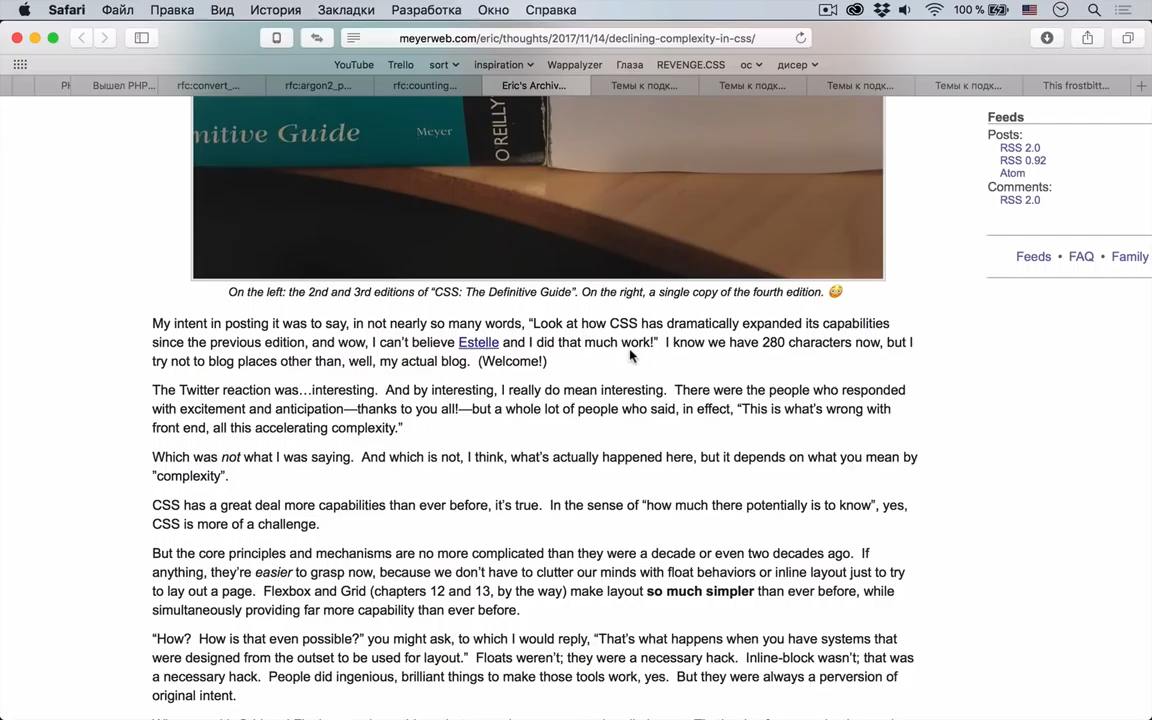 Safari Файл Правка Вид История Закладки Разработка Окно Справка 100 %
meyerweb.com/eric/thoughts/2017/11/14/declining-complexity-in-css/
YouTube Trello sort inspiration Wappalyzer Глаза REVENGE.CSS ос дисер
Вышел PHP... rfc:convert_... rfc:argon2_p... rfc:counting... Eric's Archiv... Темы к подк... Темы к подк... Темы к подк... Темы к подк... This frostbitt...
nitive Guide Meyer O'REILLY
Feeds
Posts:
RSS 2.0
RSS 0.92
Atom
Comments:
RSS 2.0
Feeds • FAQ • Family
On the left: the 2nd and 3rd editions of “CSS: The Definitive Guide”. On the right, a single copy of the fourth edition. 😳
My intent in posting it was to say, in not nearly so many words, “Look at how CSS has dramatically expanded its capabilities
since the previous edition, and wow, I can’t believe Estelle and I did that much work!” I know we have 280 characters now, but I
try not to blog places other than, well, my actual blog. (Welcome!)
The Twitter reaction was…interesting. And by interesting, I really do mean interesting. There were the people who responded
with excitement and anticipation—thanks to you all!—but a whole lot of people who said, in effect, “This is what’s wrong with
front end, all this accelerating complexity.”
Which was not what I was saying. And which is not, I think, what’s actually happened here, but it depends on what you mean by
”complexity”.
CSS has a great deal more capabilities than ever before, it’s true. In the sense of “how much there potentially is to know”, yes,
CSS is more of a challenge.
But the core principles and mechanisms are no more complicated than they were a decade or even two decades ago. If
anything, they’re easier to grasp now, because we don’t have to clutter our minds with float behaviors or inline layout just to try
to lay out a page. Flexbox and Grid (chapters 12 and 13, by the way) make layout so much simpler than ever before, while
simultaneously providing far more capability than ever before.
“How? How is that even possible?” you might ask, to which I would reply, “That’s what happens when you have systems that
were designed from the outset to be used for layout.” Floats weren’t; they were a necessary hack. Inline-block wasn’t; that was
a necessary hack. People did ingenious, brilliant things to make those tools work, yes. But they were always a perversion of
original intent.